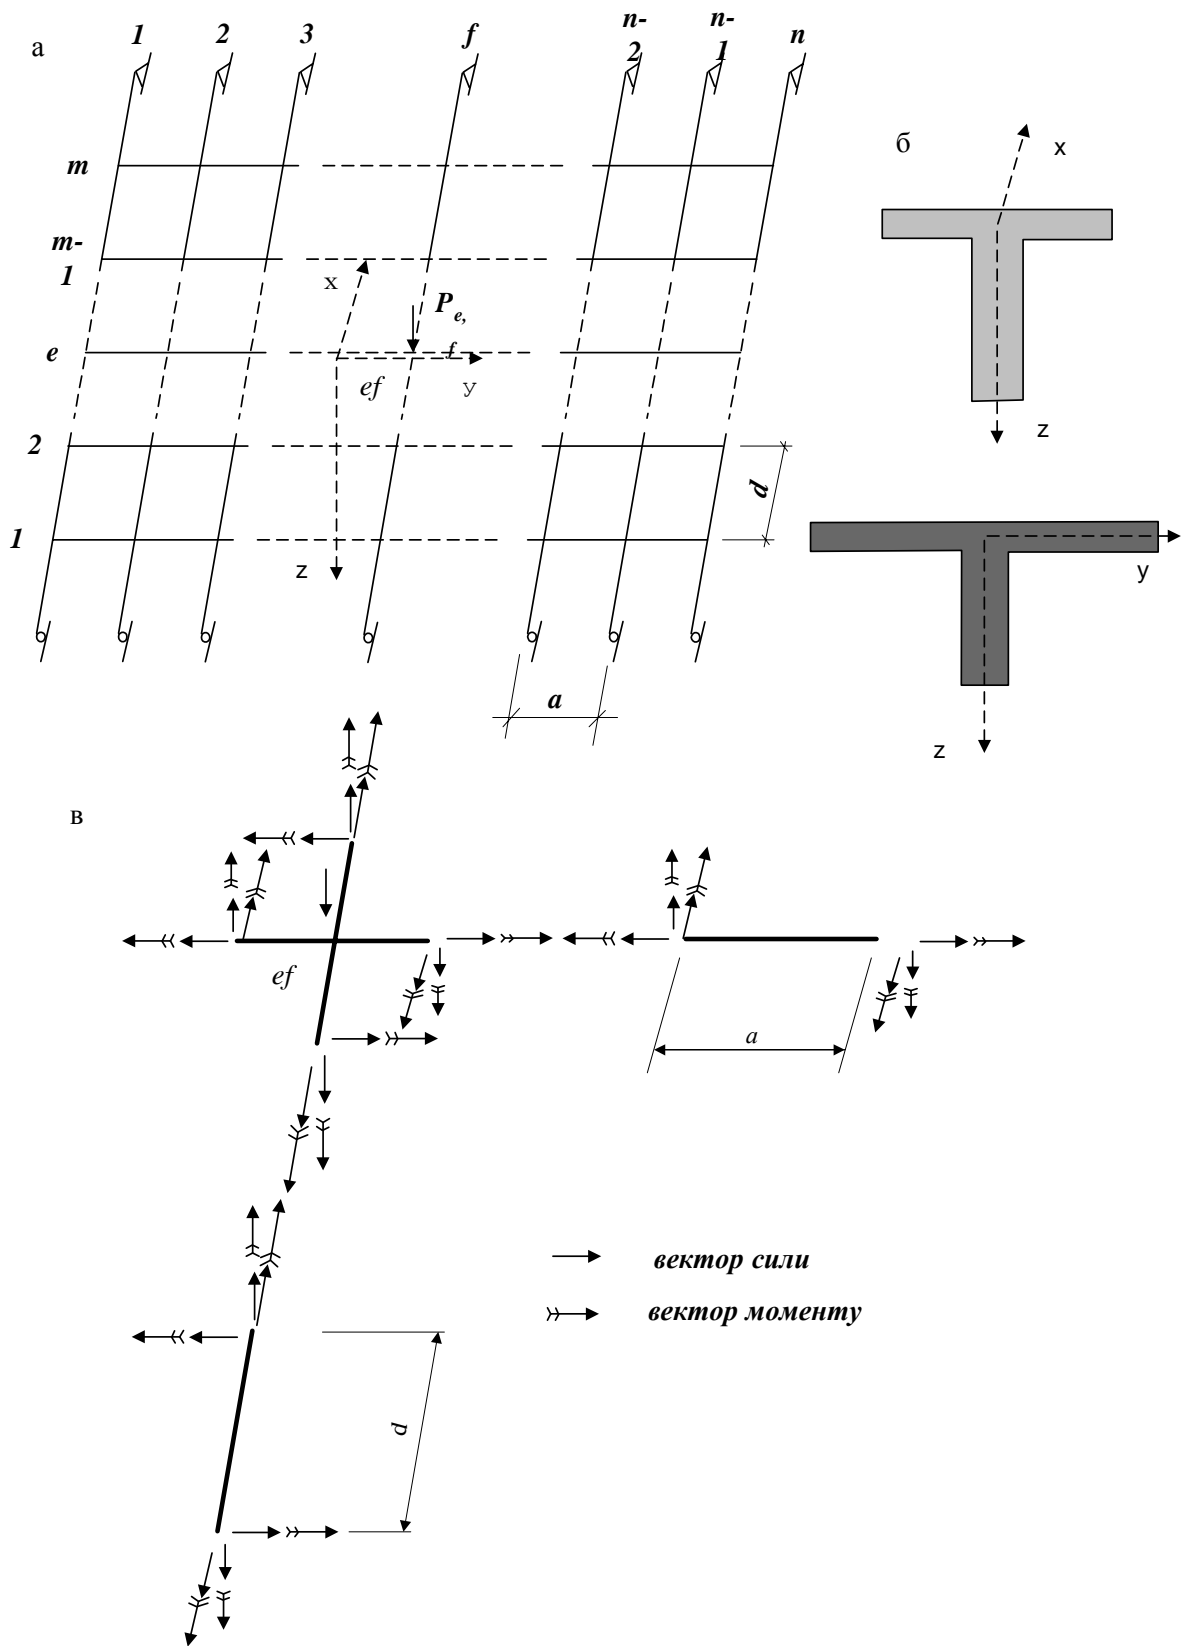 а
1
2
3
f
n-
2
n-
1
n
m
m-
1
x
P e,
f
e
ef
y
2
d
1
z
a
б
x
z
y
z
в
ef
a
d
вектор сили
вектор моменту